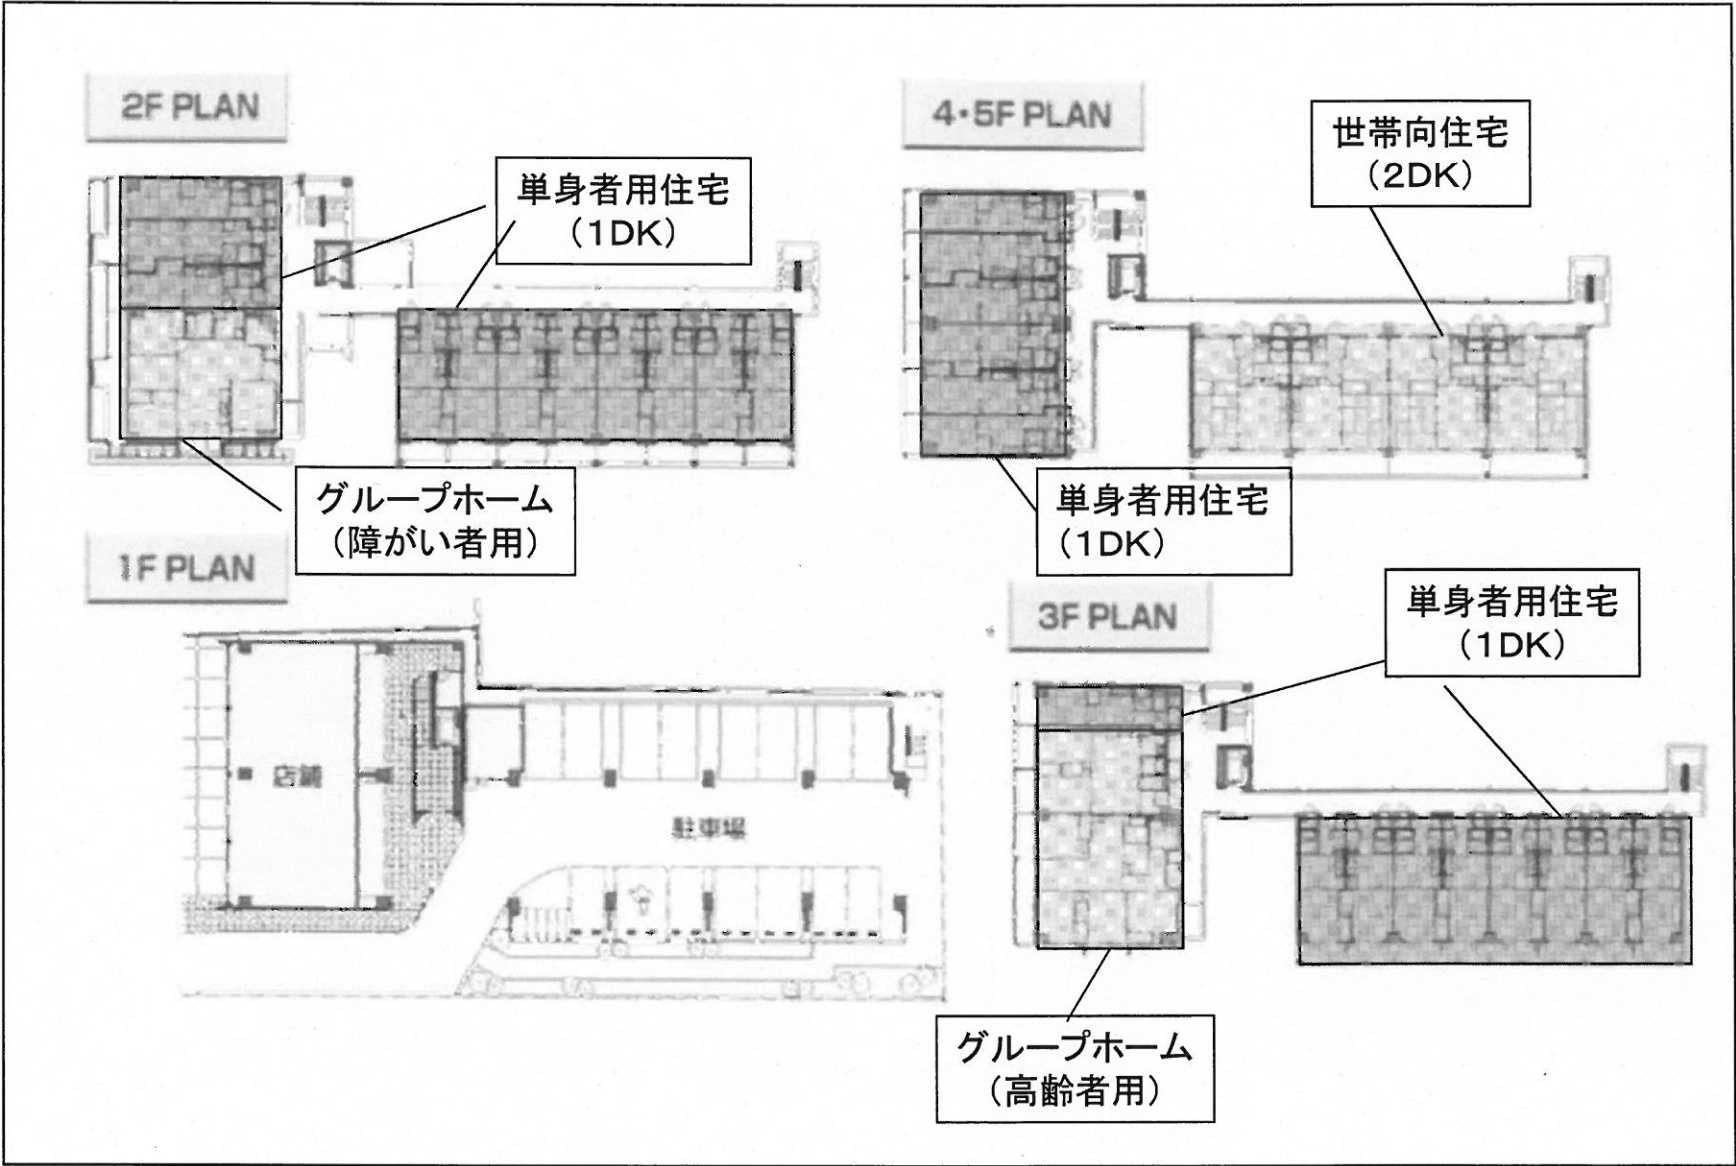 2F PLAN
単身者用住宅
（1DK）
グループホーム
（障がい者用）
4・5F PLAN
世帯向住宅
（2DK）
単身者用住宅
（1DK）
1F PLAN
店舗
駐車場
3F PLAN
単身者用住宅
（1DK）
グループホーム
（高齢者用）